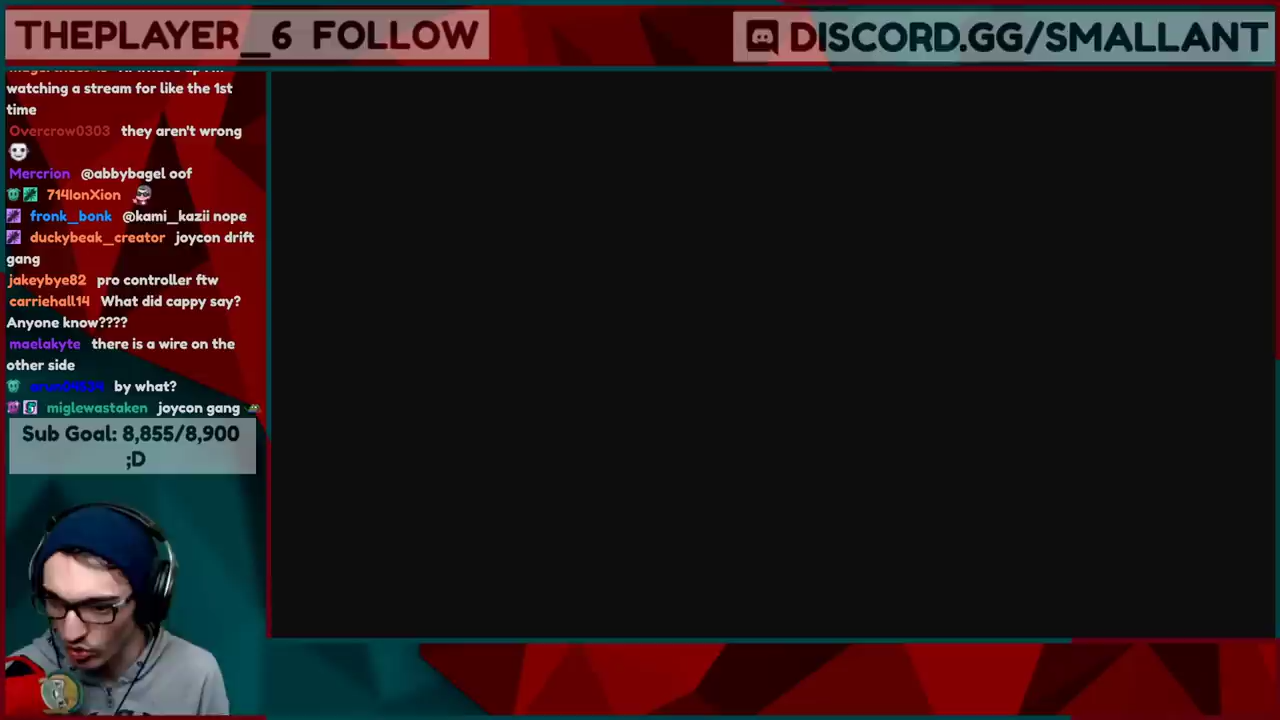 THEPLAYER_6 FOLLOW
DISCORD.GG/SMALLANT
watching a stream for like the 1st
time
Overcrow0303 they aren't wrong
Mercrion @abbybagel oof
714IonXion
fronk_bonk @kami_kazii nope
duckybeak_creator joycon drift
gang
jakeybye82 pro controller ftw
carriehall14 What did cappy say?
Anyone know????
maelakyte there is a wire on the
other side
by what?
miglewastaken joycon gang
Sub Goal: 8,855/8,900
;D